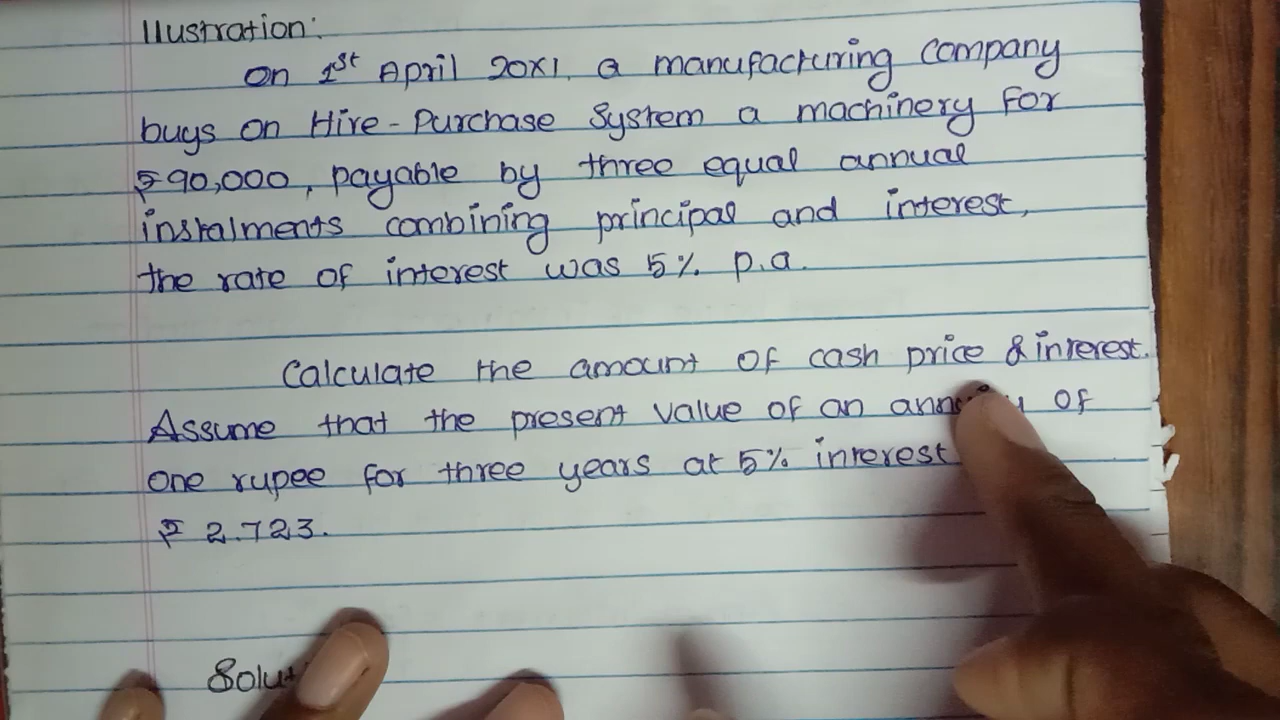 Illustration:
On 1st April 20X1, a manufacturing company
buys on Hire-Purchase System a machinery for
₹90,000, payable by three equal annual
instalments combining principal and interest,
the rate of interest was 5% p.a.
Calculate the amount of cash price & interest.
Assume that the present value of an of
one rupee for three years at 5% interest
₹ 2.723.